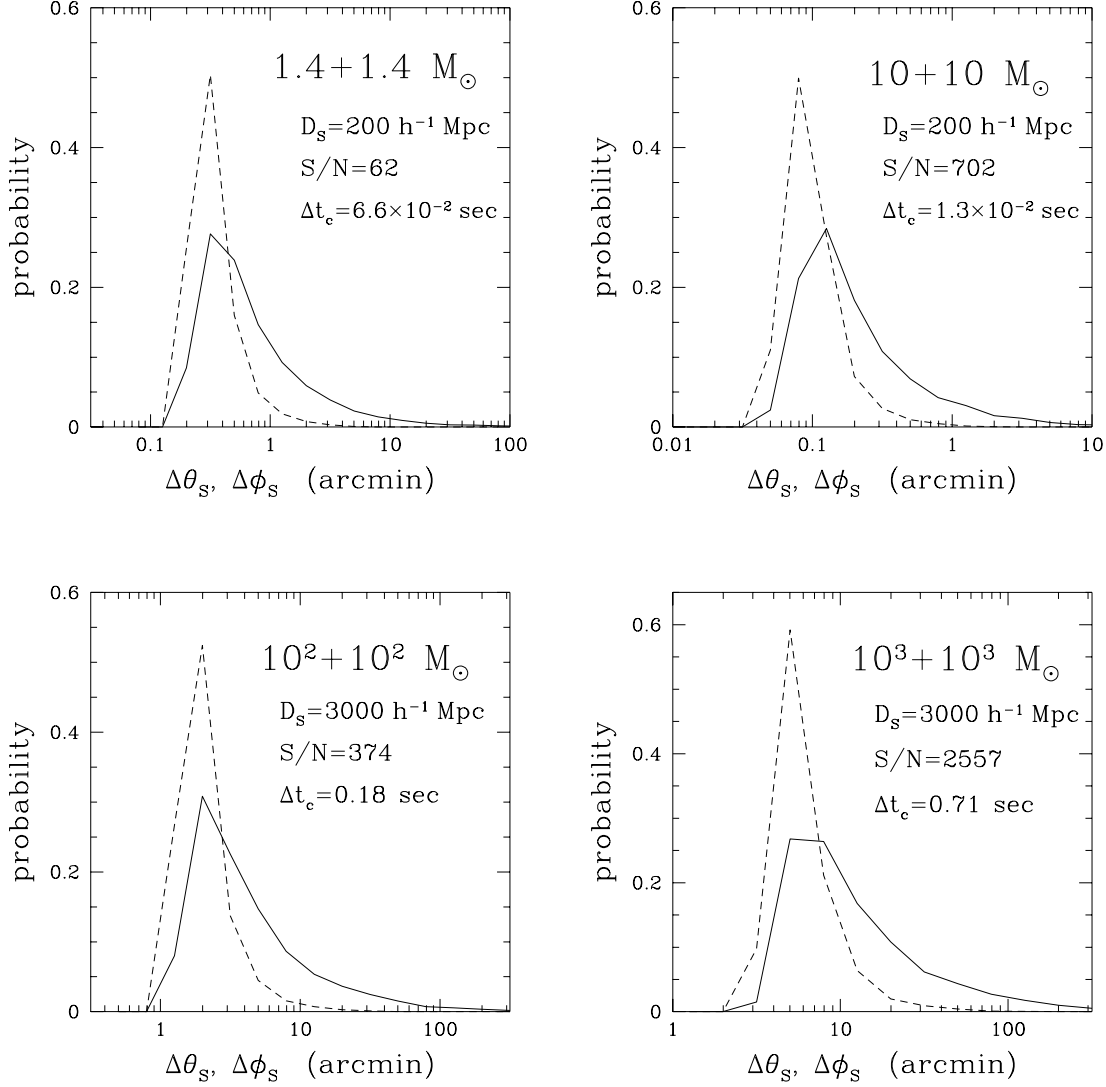 0.6
0.4
0.2
0
probability
1.4+1.4 M⊙
D_S=200 h⁻¹ Mpc
S/N=62
Δt_c=6.6×10⁻² sec
0.1 1 10 100
Δθ_S, Δϕ_S (arcmin)
0.6
0.4
0.2
0
probability
10+10 M⊙
D_S=200 h⁻¹ Mpc
S/N=702
Δt_c=1.3×10⁻² sec
0.01 0.1 1 10
Δθ_S, Δϕ_S (arcmin)
0.6
0.4
0.2
0
probability
10²+10² M⊙
D_S=3000 h⁻¹ Mpc
S/N=374
Δt_c=0.18 sec
1 10 100
Δθ_S, Δϕ_S (arcmin)
0.6
0.4
0.2
0
probability
10³+10³ M⊙
D_S=3000 h⁻¹ Mpc
S/N=2557
Δt_c=0.71 sec
1 10 100
Δθ_S, Δϕ_S (arcmin)